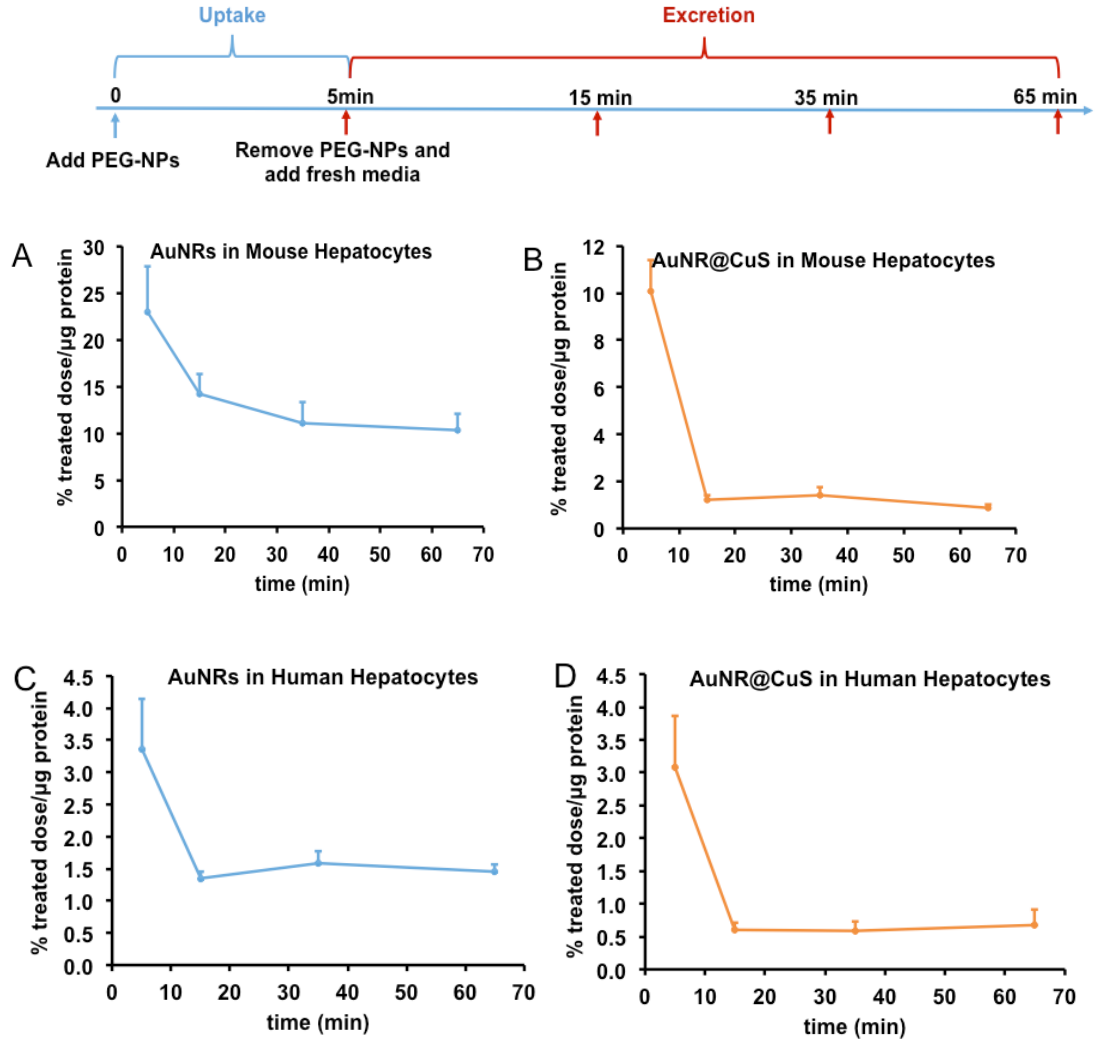 Uptake
Excretion
0
5min
15 min
35 min
65 min
Add PEG-NPs
Remove PEG-NPs and
add fresh media
A
AuNRs in Mouse Hepatocytes
% treated dose/µg protein
30
25
20
15
10
5
0
0 10 20 30 40 50 60 70
time (min)
B
AuNR@CuS in Mouse Hepatocytes
% treated dose/µg protein
12
10
8
6
4
2
0
0 10 20 30 40 50 60 70
time (min)
C
AuNRs in Human Hepatocytes
% treated dose/µg protein
4.5
4.0
3.5
3.0
2.5
2.0
1.5
1.0
0.5
0.0
0 10 20 30 40 50 60 70
time (min)
D
AuNR@CuS in Human Hepatocytes
% treated dose/µg protein
4.5
4.0
3.5
3.0
2.5
2.0
1.5
1.0
0.5
0.0
0 10 20 30 40 50 60 70
time (min)